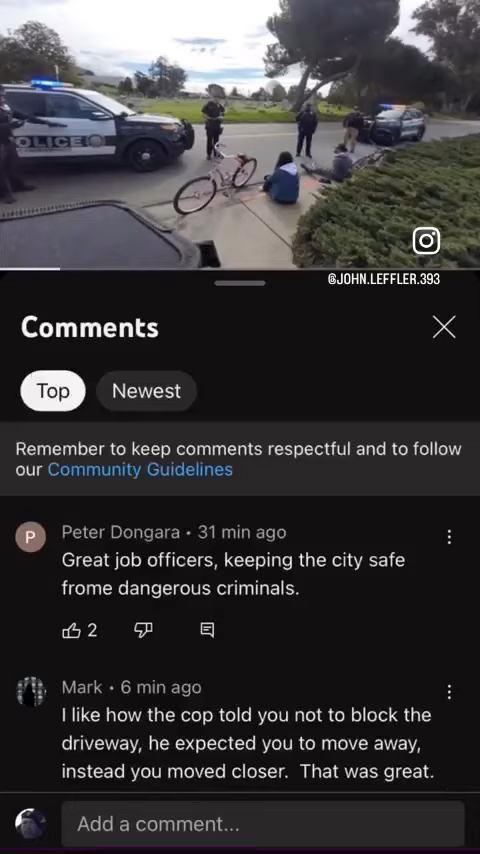 POLICE
@JOHN.LEFFLER.393
Comments
Top
Newest
Remember to keep comments respectful and to follow
our Community Guidelines
P
Peter Dongara • 31 min ago
Great job officers, keeping the city safe
frome dangerous criminals.
2
Mark • 6 min ago
I like how the cop told you not to block the
driveway, he expected you to move away,
instead you moved closer. That was great.
Add a comment...